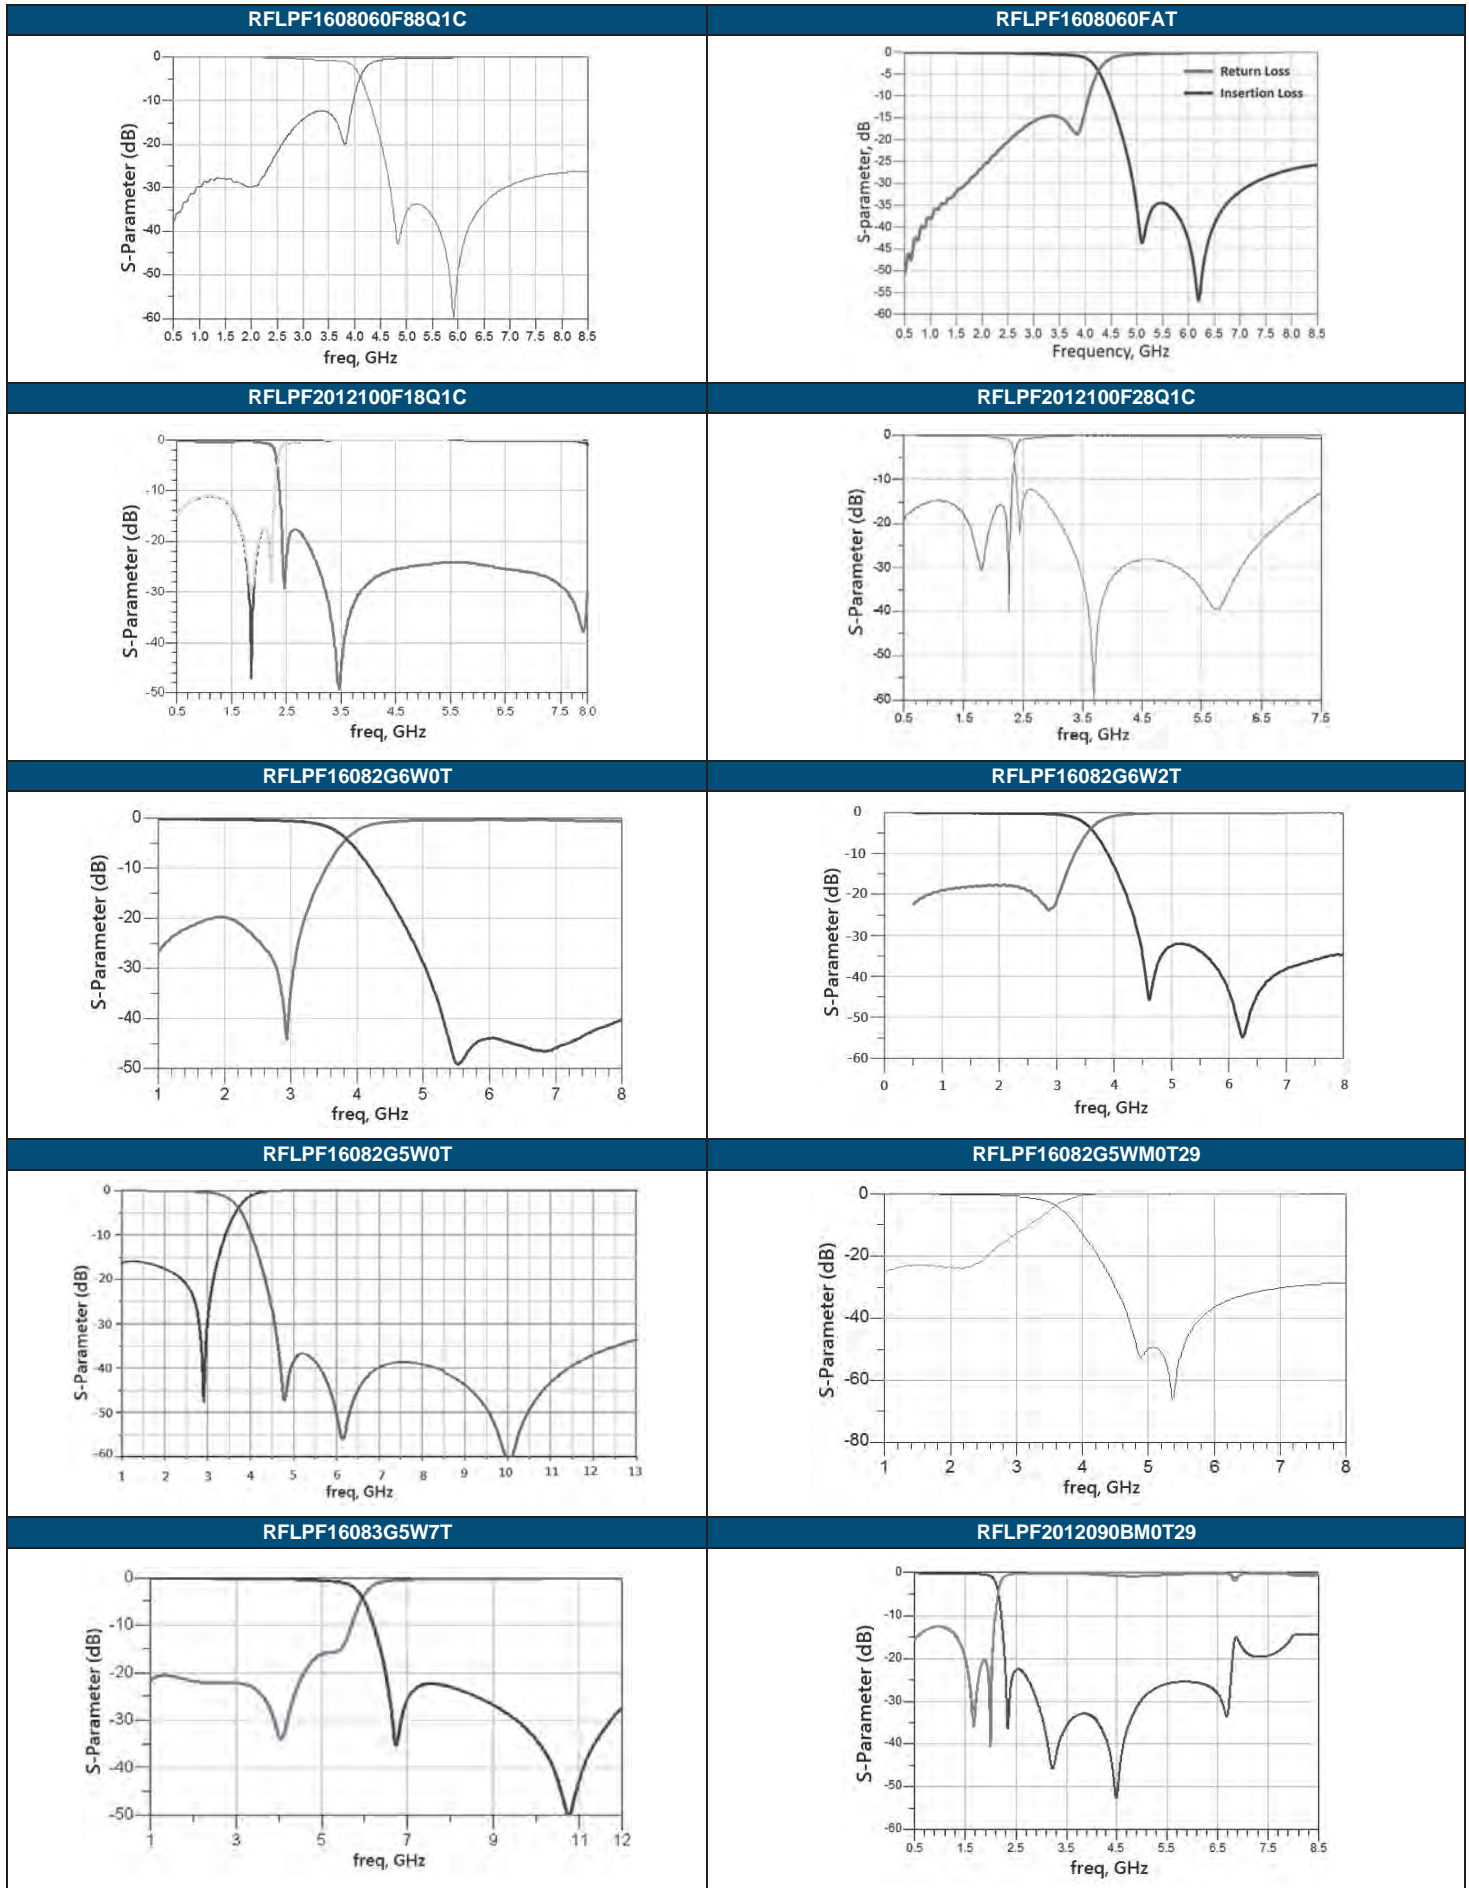 RFLPF1608060F88Q1C
RFLPF1608060FAT
S-Parameter (dB)
0
-10
-20
-30
-40
-50
-60
0.5 1.0 1.5 2.0 2.5 3.0 3.5 4.0 4.5 5.0 5.5 6.0 6.5 7.0 7.5 8.0 8.5
freq, GHz
S-parameter, dB
0
-5
-10
-15
-20
-25
-30
-35
-40
-45
-50
-55
-60
Return Loss
Insertion Loss
0.5 1.0 1.5 2.0 2.5 3.0 3.5 4.0 4.5 5.0 5.5 6.0 6.5 7.0 7.5 8.0 8.5
Frequency, GHz
RFLPF2012100F18Q1C
RFLPF2012100F28Q1C
S-Parameter (dB)
0
-10
-20
-30
-40
-50
0.5 1.5 2.5 3.5 4.5 5.5 6.5 7.5 8.0
freq, GHz
S-Parameter (dB)
0
-10
-20
-30
-40
-50
-60
0.5 1.5 2.5 3.5 4.5 5.5 6.5 7.5
freq, GHz
RFLPF16082G6W0T
RFLPF16082G6W2T
S-Parameter (dB)
0
-10
-20
-30
-40
-50
1 2 3 4 5 6 7 8
freq, GHz
S-Parameter (dB)
0
-10
-20
-30
-40
-50
-60
0 1 2 3 4 5 6 7 8
freq, GHz
RFLPF16082G5W0T
RFLPF16082G5WM0T29
S-Parameter (dB)
0
-10
-20
-30
-40
-50
-60
1 2 3 4 5 6 7 8 9 10 11 12 13
freq, GHz
S-Parameter (dB)
0
-20
-40
-60
-80
1 2 3 4 5 6 7 8
freq, GHz
RFLPF16083G5W7T
RFLPF2012090BM0T29
S-Parameter (dB)
0
-10
-20
-30
-40
-50
1 3 5 7 9 11 12
freq, GHz
S-Parameter (dB)
0
-10
-20
-30
-40
-50
-60
0.5 1.5 2.5 3.5 4.5 5.5 6.5 7.5 8.5
freq, GHz